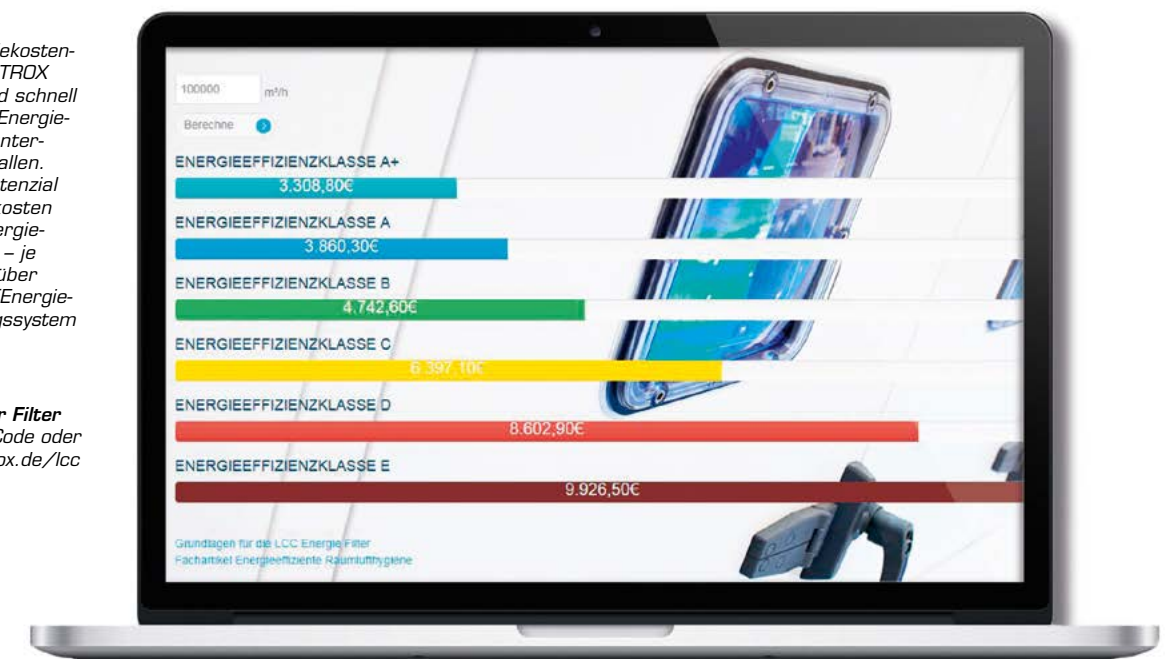 ekosten-
TROX
d schnell
Energie-
nter-
allen.
tenzial
kosten
ergie-
– je
über
Energie-
gssystem
r Filter
Code oder
ox.de/lcc
100000 m³/h
Berechne
ENERGIEEFFIZIENZKLASSE A+
3.308,80€
ENERGIEEFFIZIENZKLASSE A
3.860,30€
ENERGIEEFFIZIENZKLASSE B
4.742,60€
ENERGIEEFFIZIENZKLASSE C
6.397,10€
ENERGIEEFFIZIENZKLASSE D
8.602,90€
ENERGIEEFFIZIENZKLASSE E
9.926,50€
Grundlagen für die LCC Energie Filter
Fachartikel Energieeffiziente Raumlufthygiene